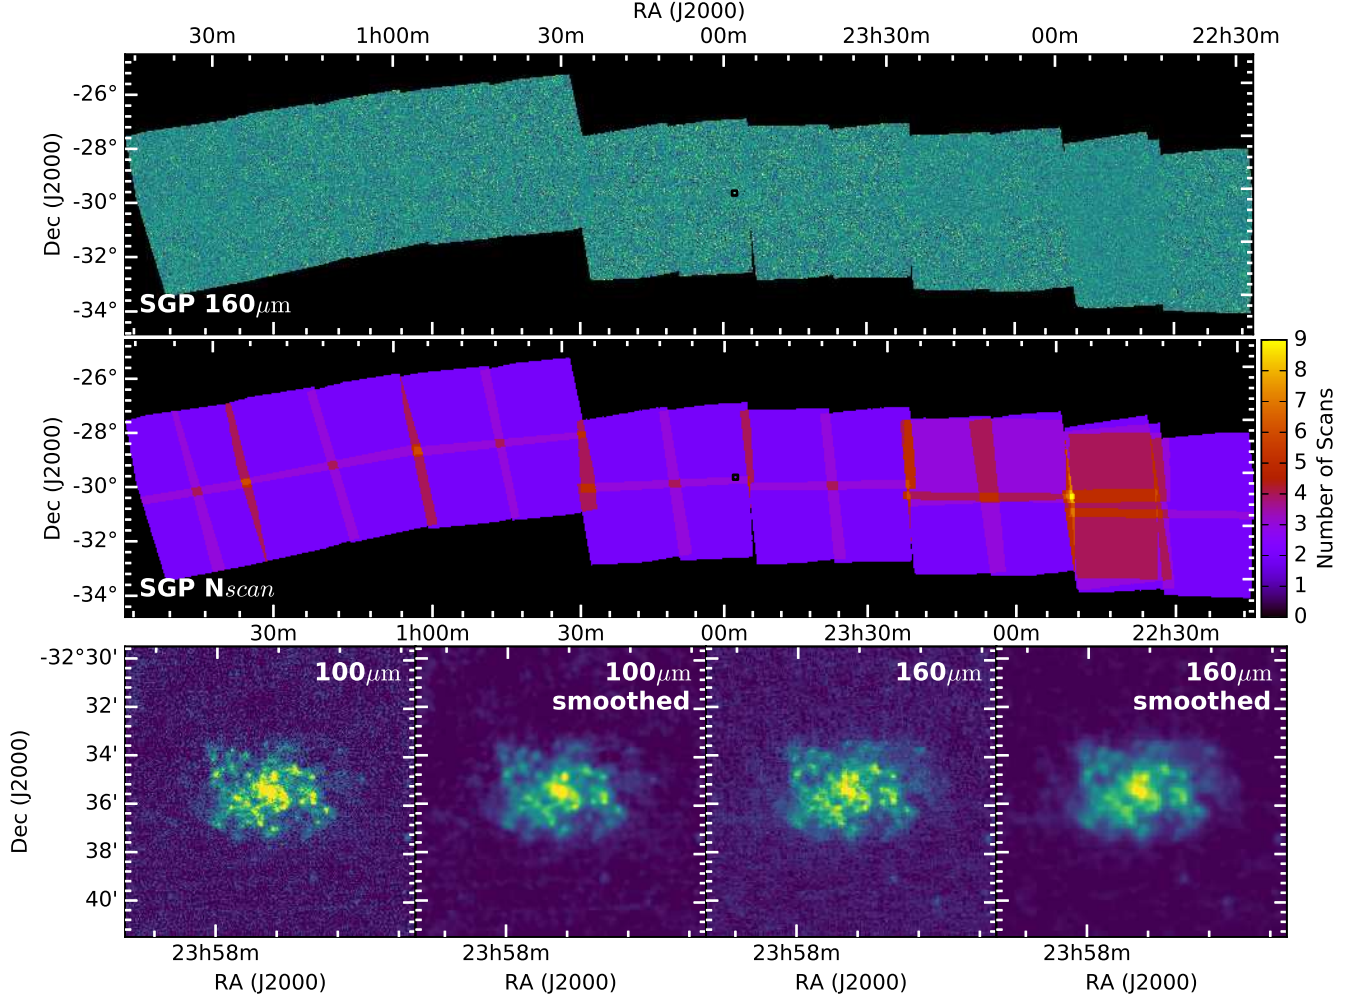 RA (J2000)
30m 1h00m 30m 00m 23h30m 00m 22h30m
-26°
-28°
-30°
-32°
-34°
Dec (J2000)
SGP 160μm
-26°
-28°
-30°
-32°
-34°
Dec (J2000)
SGP Nscan
9
8
7
6
5
4
3
2
1
0
Number of Scans
30m 1h00m 30m 00m 23h30m 00m 22h30m
-32°30'
32'
34'
36'
38'
40'
Dec (J2000)
100μm
100μm
smoothed
160μm
160μm
smoothed
23h58m 23h58m 23h58m 23h58m
RA (J2000) RA (J2000) RA (J2000) RA (J2000)